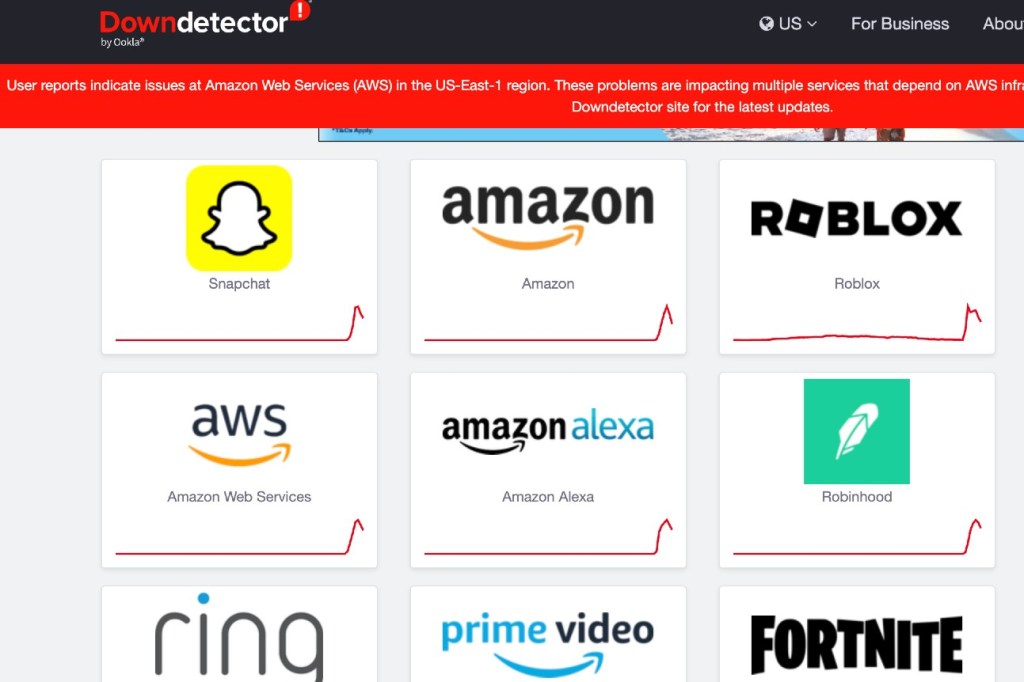 Downdetector
by Ookla®
US
For Business
About
User reports indicate issues at Amazon Web Services (AWS) in the US-East-1 region. These problems are impacting multiple services that depend on AWS infra
Downdetector site for the latest updates.
*T&Cs Apply.
amazon
ROBLOX
Snapchat
Amazon
Roblox
aws
amazon alexa
Amazon Web Services
Amazon Alexa
Robinhood
ring
prime video
FORTNITE